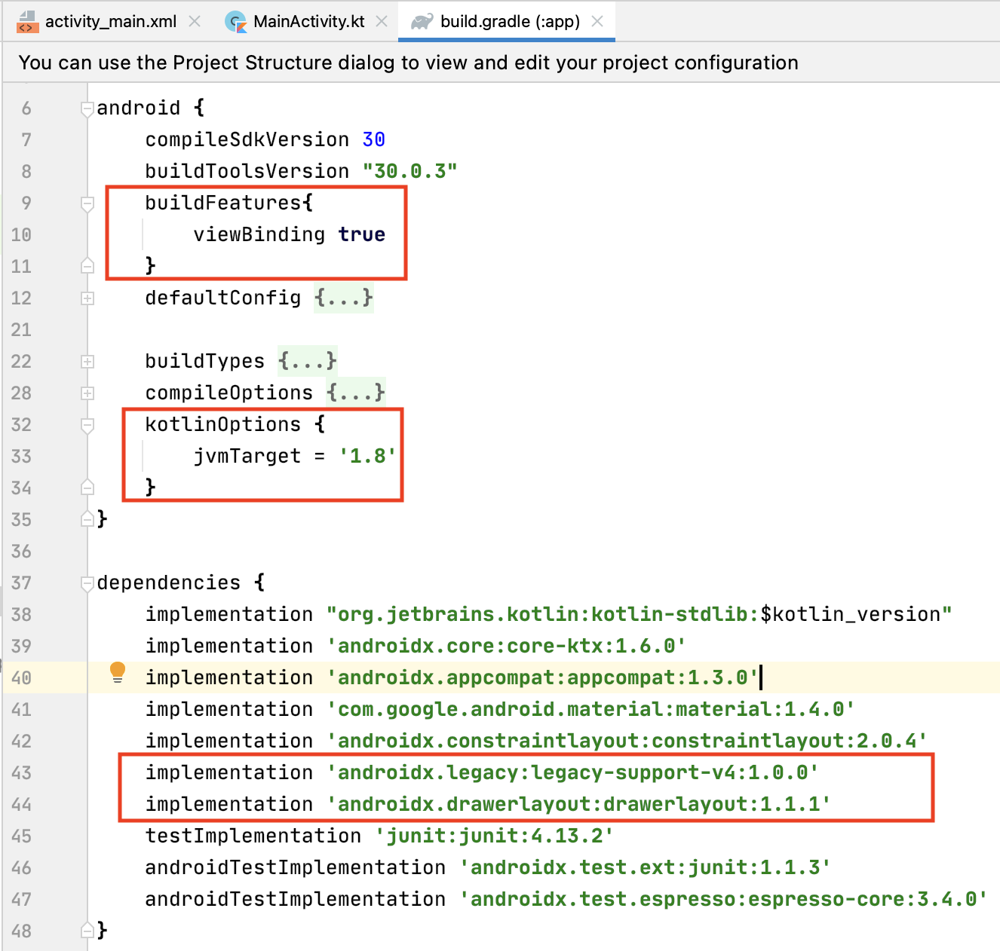 activity_main.xml MainActivity.kt build.gradle (:app)
You can use the Project Structure dialog to view and edit your project configuration
6 android {
7 compileSdkVersion 30
8 buildToolsVersion "30.0.3"
9 buildFeatures{
10 viewBinding true
11 }
12 defaultConfig {...}
21
22 buildTypes {...}
28 compileOptions {...}
32 kotlinOptions {
33 jvmTarget = '1.8'
34 }
35 }
36
37 dependencies {
38 implementation "org.jetbrains.kotlin:kotlin-stdlib:$kotlin_version"
39 implementation 'androidx.core:core-ktx:1.6.0'
40 implementation 'androidx.appcompat:appcompat:1.3.0'
41 implementation 'com.google.android.material:material:1.4.0'
42 implementation 'androidx.constraintlayout:constraintlayout:2.0.4'
43 implementation 'androidx.legacy:legacy-support-v4:1.0.0'
44 implementation 'androidx.drawerlayout:drawerlayout:1.1.1'
45 testImplementation 'junit:junit:4.13.2'
46 androidTestImplementation 'androidx.test.ext:junit:1.1.3'
47 androidTestImplementation 'androidx.test.espresso:espresso-core:3.4.0'
48 }